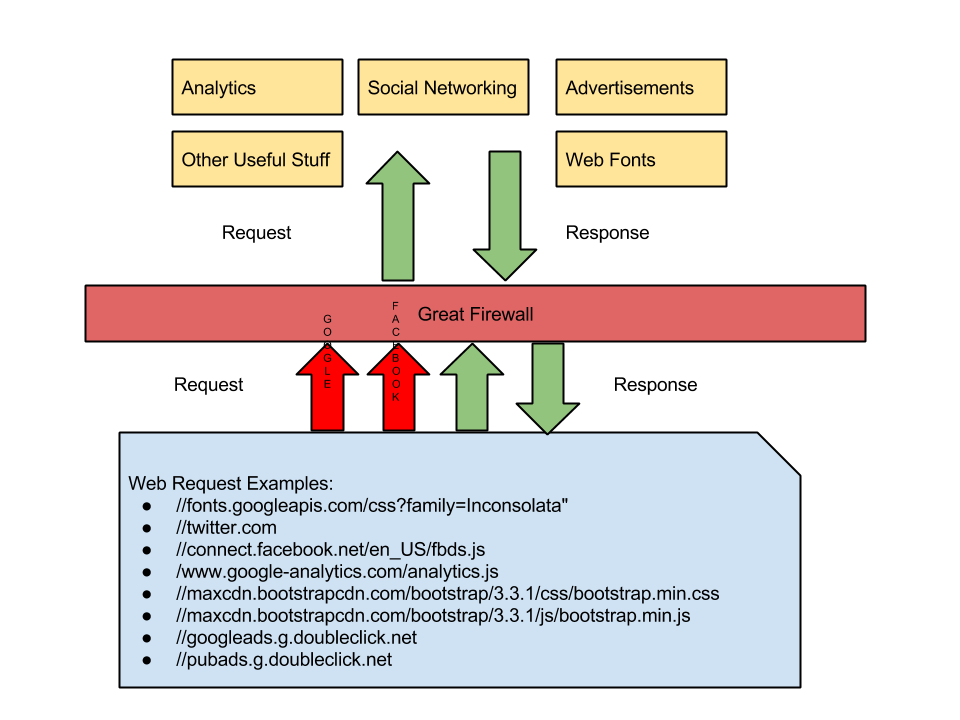 Analytics
Social Networking
Advertisements
Other Useful Stuff
Web Fonts
Request
Response
Great Firewall
GOOGLE
FACEBOOK
Request
Response
Web Request Examples:
● //fonts.googleapis.com/css?family=Inconsolata"
● //twitter.com
● //connect.facebook.net/en_US/fbds.js
● /www.google-analytics.com/analytics.js
● //maxcdn.bootstrapcdn.com/bootstrap/3.3.1/css/bootstrap.min.css
● //maxcdn.bootstrapcdn.com/bootstrap/3.3.1/js/bootstrap.min.js
● //googleads.g.doubleclick.net
● //pubads.g.doubleclick.net